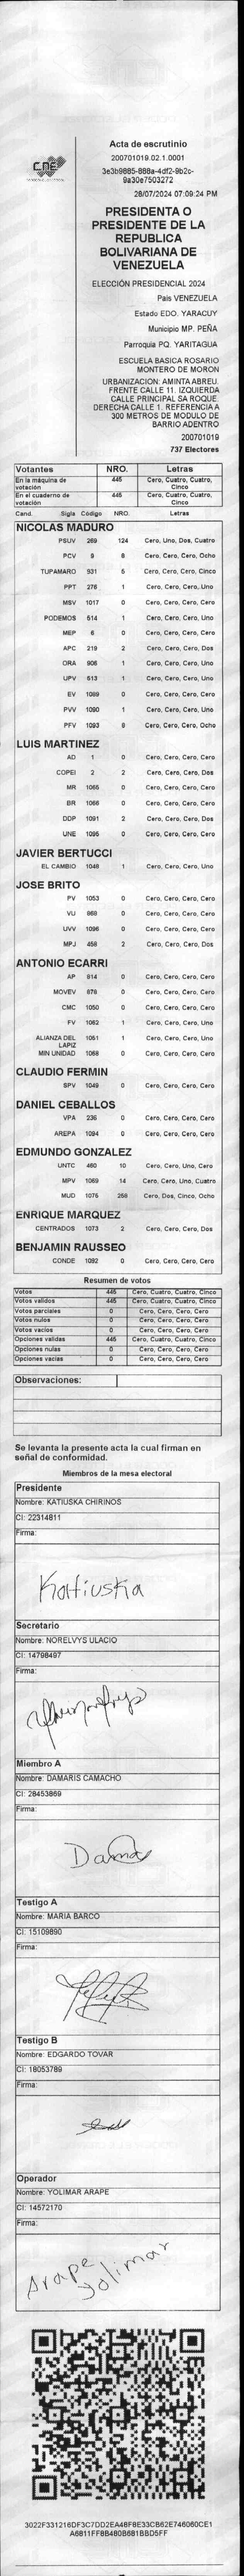 CNE
Acta de escrutinio
200701019.02.1.0001
3e3b9885-888a-4df2-9b2c-
9a30e7503272
28/07/2024 07:09:24 PM
PRESIDENTA O
PRESIDENTE DE LA
REPUBLICA
BOLIVARIANA DE
VENEZUELA
ELECCIÓN PRESIDENCIAL 2024
País VENEZUELA
Estado EDO. YARACUY
Municipio MP. PEÑA
Parroquia PQ. YARITAGUA
ESCUELA BASICA ROSARIO
MONTERO DE MORON
URBANIZACION: AMINTA ABREU.
FRENTE CALLE 11. IZQUIERDA
CALLE PRINCIPAL SA ROQUE.
DERECHA CALLE 1. REFERENCIA A
300 METROS DE MODULO DE
BARRIO ADENTRO
200701019
737 Electores
Votantes NRO. Letras
En la máquina de votación 445 Cero, Cuatro, Cuatro, Cinco
En el cuaderno de votación 445 Cero, Cuatro, Cuatro, Cinco
Cand. Sigla Código NRO. Letras
NICOLAS MADURO
PSUV 269 124 Cero, Uno, Dos, Cuatro
PCV 9 8 Cero, Cero, Cero, Ocho
TUPAMARO 931 5 Cero, Cero, Cero, Cinco
PPT 276 1 Cero, Cero, Cero, Uno
MSV 1017 0 Cero, Cero, Cero, Cero
PODEMOS 514 1 Cero, Cero, Cero, Uno
MEP 6 0 Cero, Cero, Cero, Cero
APC 219 2 Cero, Cero, Cero, Dos
ORA 906 1 Cero, Cero, Cero, Uno
UPV 513 1 Cero, Cero, Cero, Uno
EV 1089 0 Cero, Cero, Cero, Cero
PVV 1090 1 Cero, Cero, Cero, Uno
PFV 1093 8 Cero, Cero, Cero, Ocho
LUIS MARTINEZ
AD 1 0 Cero, Cero, Cero, Cero
COPEI 2 2 Cero, Cero, Cero, Dos
MR 1065 0 Cero, Cero, Cero, Cero
BR 1066 0 Cero, Cero, Cero, Cero
DDP 1091 2 Cero, Cero, Cero, Dos
UNE 1095 0 Cero, Cero, Cero, Cero
JAVIER BERTUCCI
EL CAMBIO 1048 1 Cero, Cero, Cero, Uno
JOSE BRITO
PV 1053 0 Cero, Cero, Cero, Cero
VU 868 0 Cero, Cero, Cero, Cero
UVV 1096 0 Cero, Cero, Cero, Cero
MPJ 458 2 Cero, Cero, Cero, Dos
ANTONIO ECARRI
AP 814 0 Cero, Cero, Cero, Cero
MOVEV 878 0 Cero, Cero, Cero, Cero
CMC 1050 0 Cero, Cero, Cero, Cero
FV 1062 1 Cero, Cero, Cero, Uno
ALIANZA DEL LAPIZ 1051 1 Cero, Cero, Cero, Uno
MIN UNIDAD 1068 0 Cero, Cero, Cero, Cero
CLAUDIO FERMIN
SPV 1049 0 Cero, Cero, Cero, Cero
DANIEL CEBALLOS
VPA 236 0 Cero, Cero, Cero, Cero
AREPA 1094 0 Cero, Cero, Cero, Cero
EDMUNDO GONZALEZ
UNTC 460 10 Cero, Cero, Uno, Cero
MPV 1069 14 Cero, Cero, Uno, Cuatro
MUD 1075 258 Cero, Dos, Cinco, Ocho
ENRIQUE MARQUEZ
CENTRADOS 1073 2 Cero, Cero, Cero, Dos
BENJAMIN RAUSSEO
CONDE 1092 0 Cero, Cero, Cero, Cero
Resumen de votos
Votos 445 Cero, Cuatro, Cuatro, Cinco
Votos validos 445 Cero, Cuatro, Cuatro, Cinco
Votos parciales 0 Cero, Cero, Cero, Cero
Votos nulos 0 Cero, Cero, Cero, Cero
Votos vacios 0 Cero, Cero, Cero, Cero
Opciones validas 445 Cero, Cuatro, Cuatro, Cinco
Opciones nulas 0 Cero, Cero, Cero, Cero
Opciones vacias 0 Cero, Cero, Cero, Cero
Observaciones:
Se levanta la presente acta la cual firman en
señal de conformidad.
Miembros de la mesa electoral
Presidente
Nombre: KATIUSKA CHIRINOS
CI: 22314811
Firma:
Katiuska
Secretario
Nombre: NORELVYS ULACIO
CI: 14798497
Firma:
Miembro A
Nombre: DAMARIS CAMACHO
CI: 28453869
Firma:
Testigo A
Nombre: MARIA BARCO
CI: 15109890
Firma:
Testigo B
Nombre: EDGARDO TOVAR
CI: 18053789
Firma:
Operador
Nombre: YOLIMAR ARAPE
CI: 14572170
Firma:
Arape
Yolimar
3022F331216DF3C7DD2EA46F8E33CB62E746060CE1
A6811FF8B480B681BBD5FF